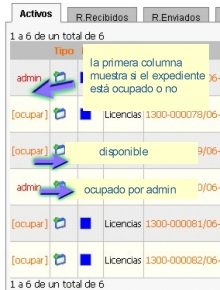 Activos R.Recibidos R.Enviados
1 a 6 de un total de 6
Tipo
la primera columna
muestra si el expediente
está ocupado o no
admin
[ocupar] Licencias 1300-000078/06-
[ocupar] disponible 9/06-
admin ocupado por admin 0/06-
[ocupar] Licencias 1300-000081/06-
[ocupar] Licencias 1300-000082/06-
1 a 6 de un total de 6